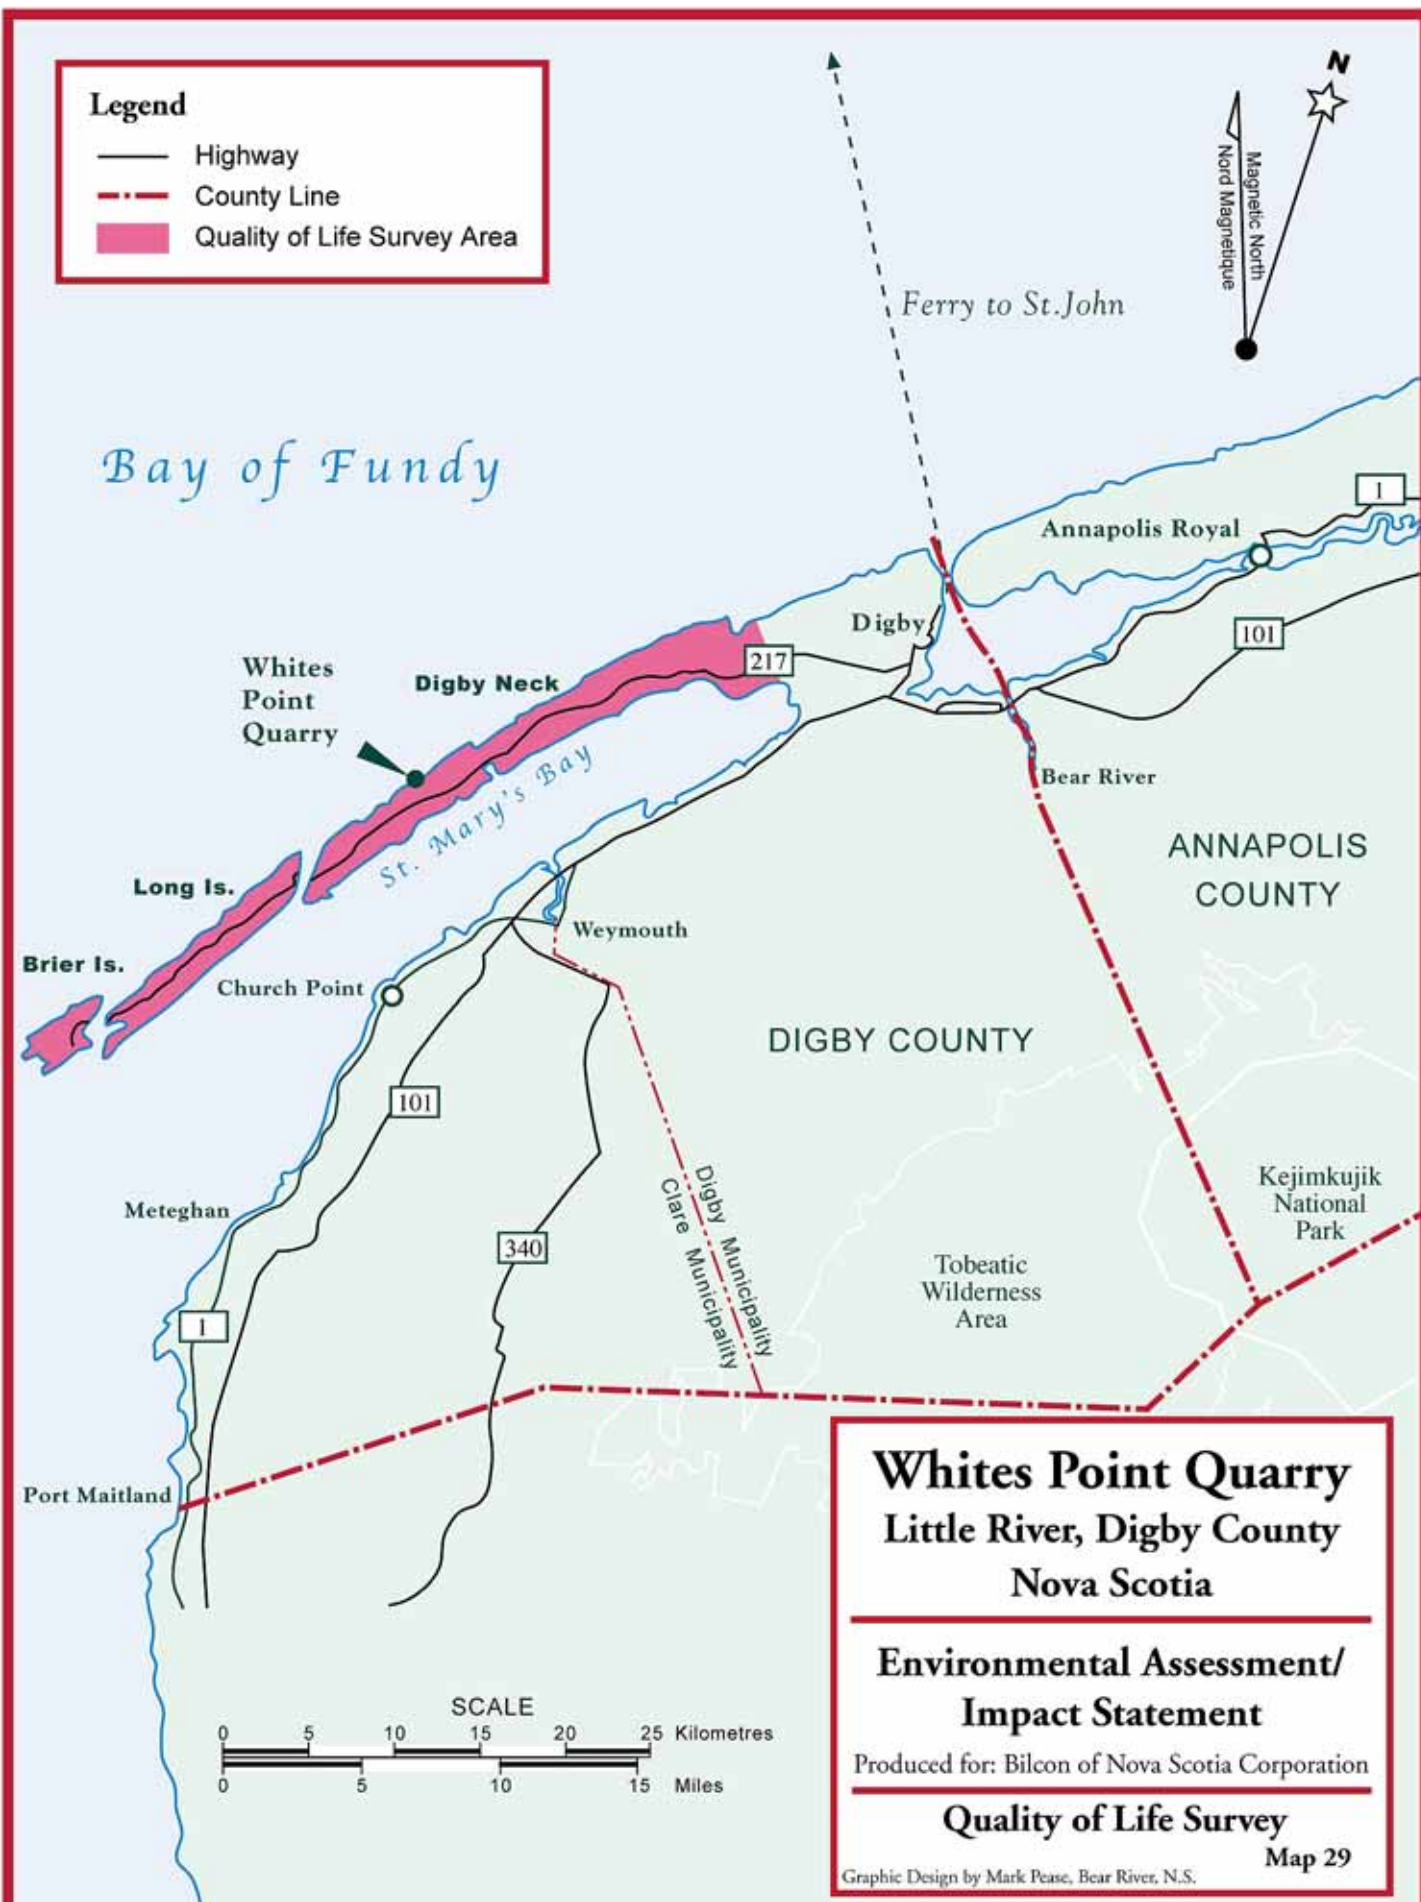 N
Legend
Highway
County Line
Quality of Life Survey Area
Magnetic North
Nord Magnetique
Ferry to St.John
Bay of Fundy
1
Annapolis Royal
Digby
101
217
Whites
Point
Quarry
Digby Neck
St. Mary's Bay
Bear River
ANNAPOLIS
COUNTY
Long Is.
Weymouth
Brier Is.
Church Point
DIGBY COUNTY
101
Digby Municipality
Clare Municipality
Kejimkujik
National
Park
Meteghan
340
Tobeatic
Wilderness
Area
1
Port Maitland
Whites Point Quarry
Little River, Digby County
Nova Scotia
Environmental Assessment/
Impact Statement
Produced for: Bilcon of Nova Scotia Corporation
Quality of Life Survey
Map 29
Graphic Design by Mark Pease, Bear River, N.S.
SCALE
0 5 10 15 20 25 Kilometres
0 5 10 15 Miles